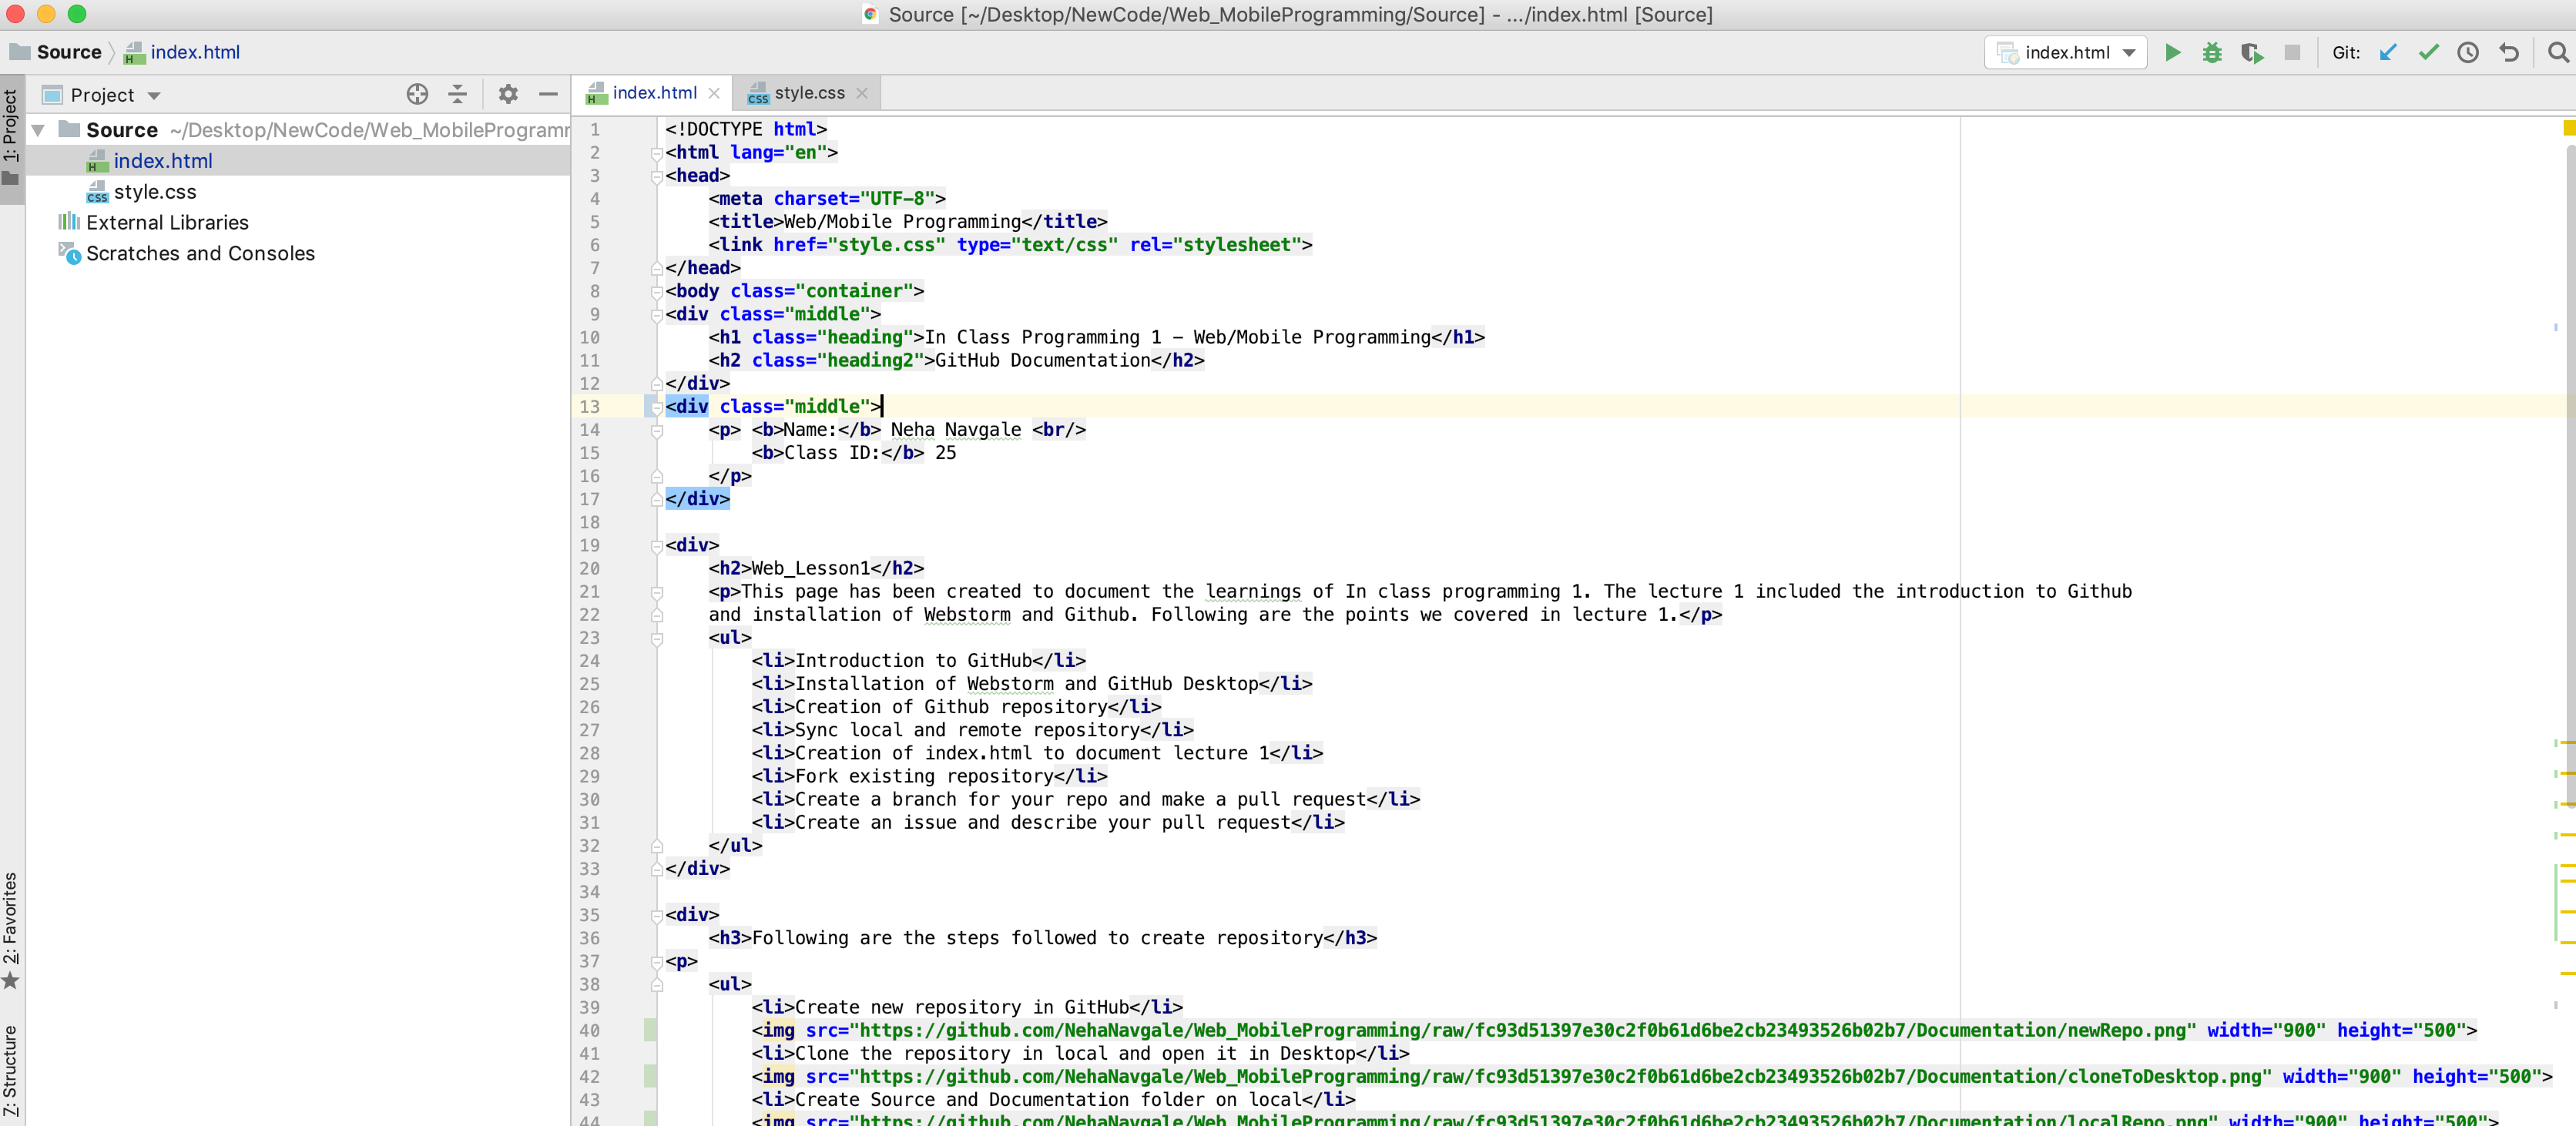 Source [~/Desktop/NewCode/Web_MobileProgramming/Source] - .../index.html [Source]
Source index.html
index.html Git:
1: Project
2: Favorites
7: Structure
Project
Source ~/Desktop/NewCode/Web_MobileProgramm
index.html
style.css
External Libraries
Scratches and Consoles
index.html style.css
1 <!DOCTYPE html>
2 <html lang="en">
3 <head>
4 <meta charset="UTF-8">
5 <title>Web/Mobile Programming</title>
6 <link href="style.css" type="text/css" rel="stylesheet">
7 </head>
8 <body class="container">
9 <div class="middle">
10 <h1 class="heading">In Class Programming 1 – Web/Mobile Programming</h1>
11 <h2 class="heading2">GitHub Documentation</h2>
12 </div>
13 <div class="middle">
14 <p> <b>Name:</b> Neha Navgale <br/>
15 <b>Class ID:</b> 25
16 </p>
17 </div>
18
19 <div>
20 <h2>Web_Lesson1</h2>
21 <p>This page has been created to document the learnings of In class programming 1. The lecture 1 included the introduction to Github
22 and installation of Webstorm and Github. Following are the points we covered in lecture 1.</p>
23 <ul>
24 <li>Introduction to GitHub</li>
25 <li>Installation of Webstorm and GitHub Desktop</li>
26 <li>Creation of Github repository</li>
27 <li>Sync local and remote repository</li>
28 <li>Creation of index.html to document lecture 1</li>
29 <li>Fork existing repository</li>
30 <li>Create a branch for your repo and make a pull request</li>
31 <li>Create an issue and describe your pull request</li>
32 </ul>
33 </div>
34
35 <div>
36 <h3>Following are the steps followed to create repository</h3>
37 <p>
38 <ul>
39 <li>Create new repository in GitHub</li>
40 <img src="https://github.com/NehaNavgale/Web_MobileProgramming/raw/fc93d51397e30c2f0b61d6be2cb23493526b02b7/Documentation/newRepo.png" width="900" height="500">
41 <li>Clone the repository in local and open it in Desktop</li>
42 <img src="https://github.com/NehaNavgale/Web_MobileProgramming/raw/fc93d51397e30c2f0b61d6be2cb23493526b02b7/Documentation/cloneToDesktop.png" width="900" height="500">
43 <li>Create Source and Documentation folder on local</li>
44 <img src="https://github.com/NehaNavgale/Web_MobileProgramming/raw/fc93d51397e30c2f0b61d6be2cb23493526b02b7/Documentation/localRepo.png" width="900" height="500">